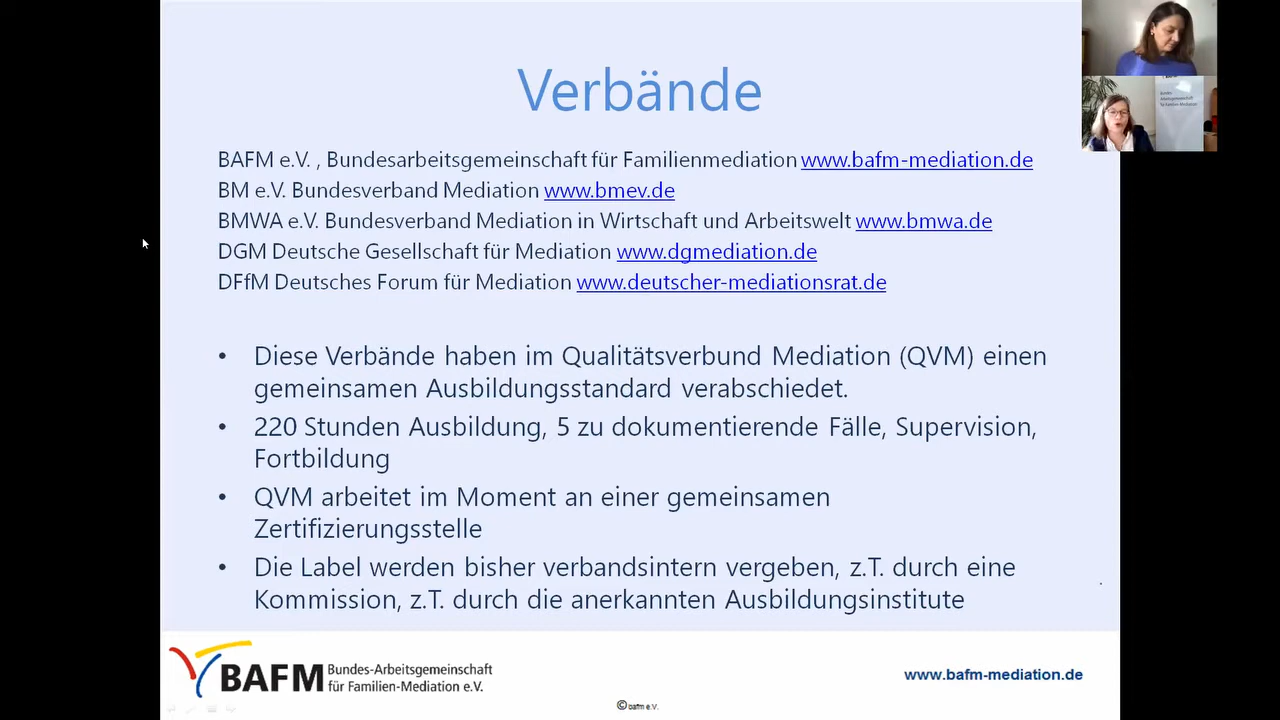 Verbände
BAFM e.V. , Bundesarbeitsgemeinschaft für Familienmediation www.bafm-mediation.de
BM e.V. Bundesverband Mediation www.bmev.de
BMWA e.V. Bundesverband Mediation in Wirtschaft und Arbeitswelt www.bmwa.de
DGM Deutsche Gesellschaft für Mediation www.dgmediation.de
DFfM Deutsches Forum für Mediation www.deutscher-mediationsrat.de
• Diese Verbände haben im Qualitätsverbund Mediation (QVM) einen
gemeinsamen Ausbildungsstandard verabschiedet.
• 220 Stunden Ausbildung, 5 zu dokumentierende Fälle, Supervision,
Fortbildung
• QVM arbeitet im Moment an einer gemeinsamen
Zertifizierungsstelle
• Die Label werden bisher verbandsintern vergeben, z.T. durch eine
Kommission, z.T. durch die anerkannten Ausbildungsinstitute
BAFM Bundes-Arbeitsgemeinschaft
für Familien-Mediation e.V.
www.bafm-mediation.de
© bafm e.V.